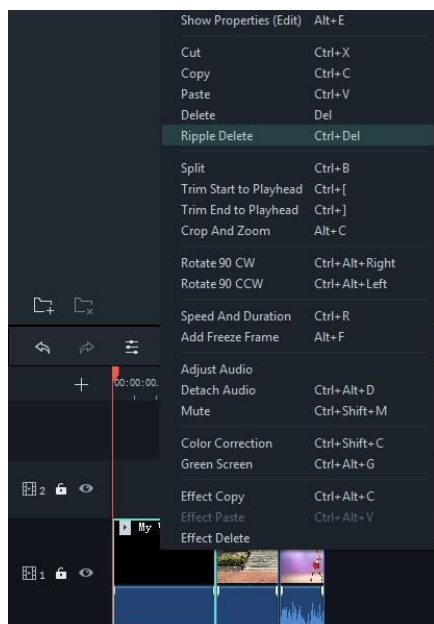 Show Properties (Edit) Alt+E
Cut Ctrl+X
Copy Ctrl+C
Paste Ctrl+V
Delete Del
Ripple Delete Ctrl+Del
Split Ctrl+B
Trim Start to Playhead Ctrl+[
Trim End to Playhead Ctrl+]
Crop And Zoom Alt+C
Rotate 90 CW Ctrl+Alt+Right
Rotate 90 CCW Ctrl+Alt+Left
Speed And Duration Ctrl+R
Add Freeze Frame Alt+F
Adjust Audio
Detach Audio Ctrl+Alt+D
Mute Ctrl+Shift+M
Color Correction Ctrl+Shift+C
Green Screen Ctrl+Alt+G
Effect Copy Ctrl+Alt+C
Effect Paste Ctrl+Alt+V
Effect Delete
00:00:00.
2
My
1